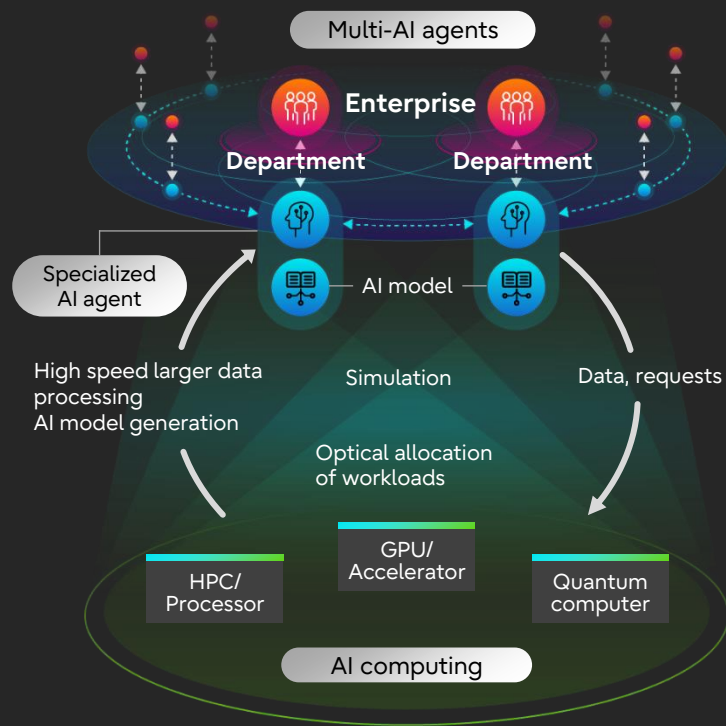 Multi-AI agents
Enterprise
Department
Department
Specialized
AI agent
AI model
High speed larger data
processing
AI model generation
Simulation
Data, requests
Optical allocation
of workloads
HPC/
Processor
GPU/
Accelerator
Quantum
computer
AI computing